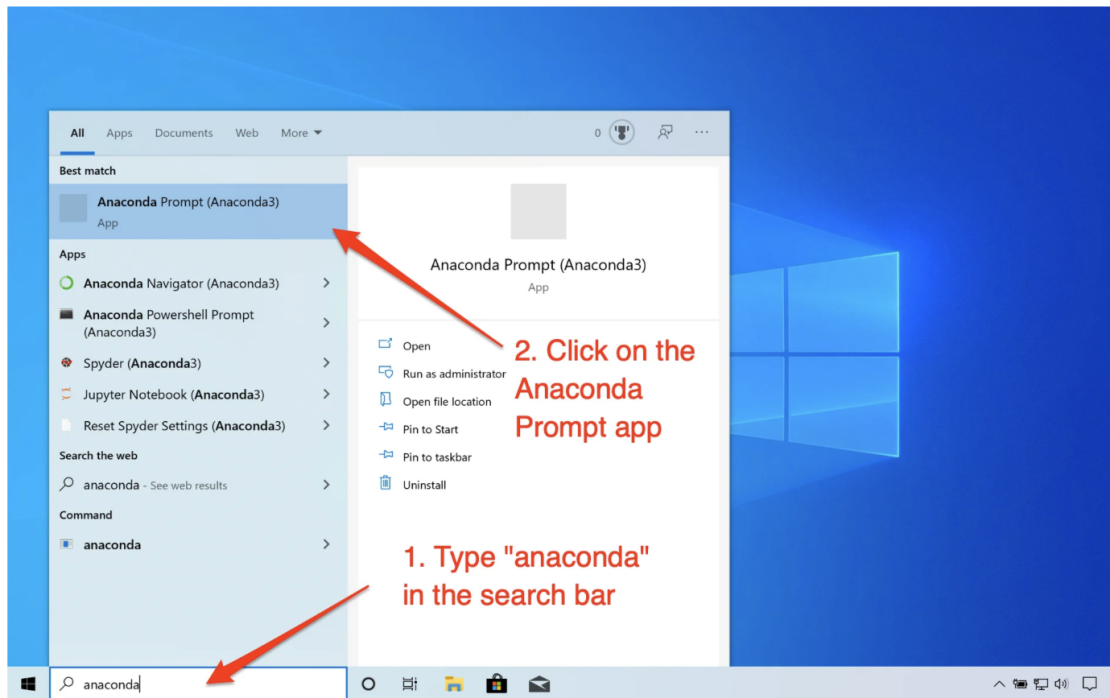 All Apps Documents Web More 0
Best match
Anaconda Prompt (Anaconda3)
App
Apps
Anaconda Navigator (Anaconda3)
Anaconda Powershell Prompt
(Anaconda3)
Spyder (Anaconda3)
Jupyter Notebook (Anaconda3)
Reset Spyder Settings (Anaconda3)
Search the web
anaconda - See web results
Command
anaconda
Anaconda Prompt (Anaconda3)
App
Open
Run as administrator
Open file location
Pin to Start
Pin to taskbar
Uninstall
2. Click on the
Anaconda
Prompt app
1. Type "anaconda"
in the search bar
anaconda